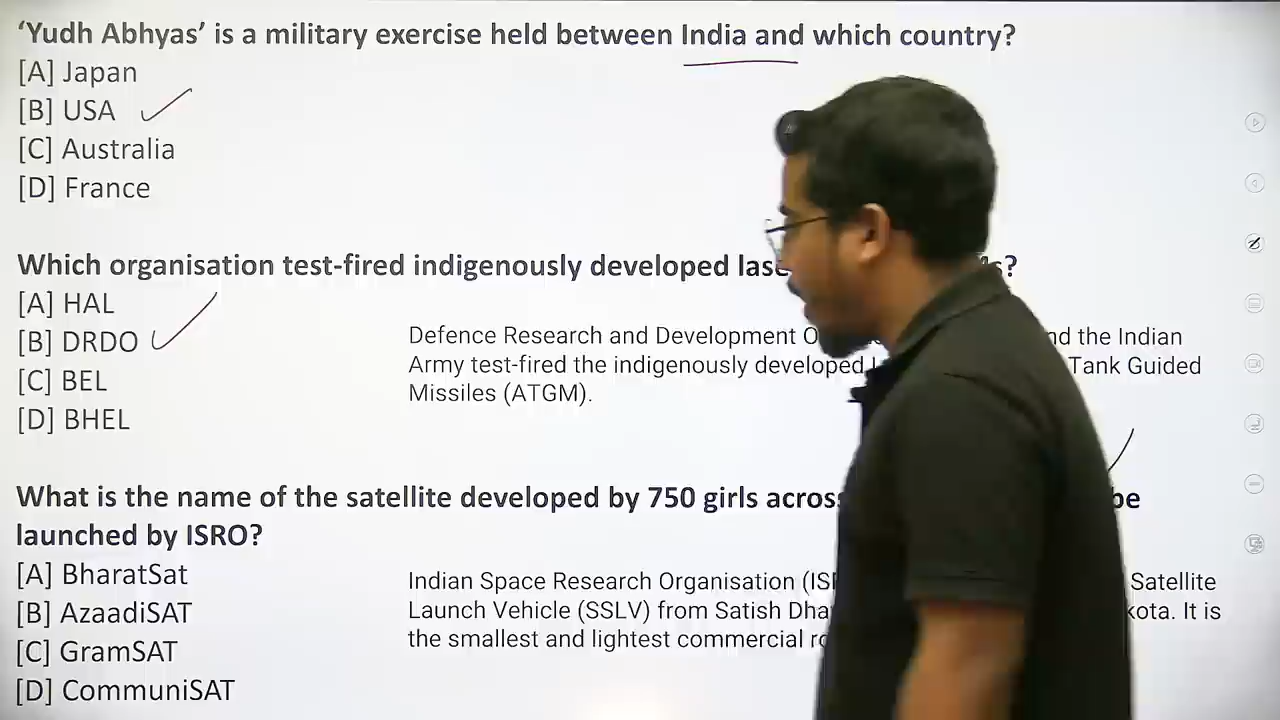 ‘Yudh Abhyas’ is a military exercise held between India and which country?
[A] Japan
[B] USA
[C] Australia
[D] France
Which organisation test-fired indigenously developed
[A] HAL
[B] DRDO
[C] BEL
[D] BHEL
Defence Research and Development and the Indian
Army test-fired the indigenously developed Tank Guided
Missiles (ATGM).
What is the name of the satellite developed by 750 girls be
launched by ISRO?
[A] BharatSat
[B] AzaadiSAT
[C] GramSAT
[D] CommuniSAT
Indian Space Research Organisation Satellite
Launch Vehicle (SSLV) from Satish It is
the smallest and lightest commercial